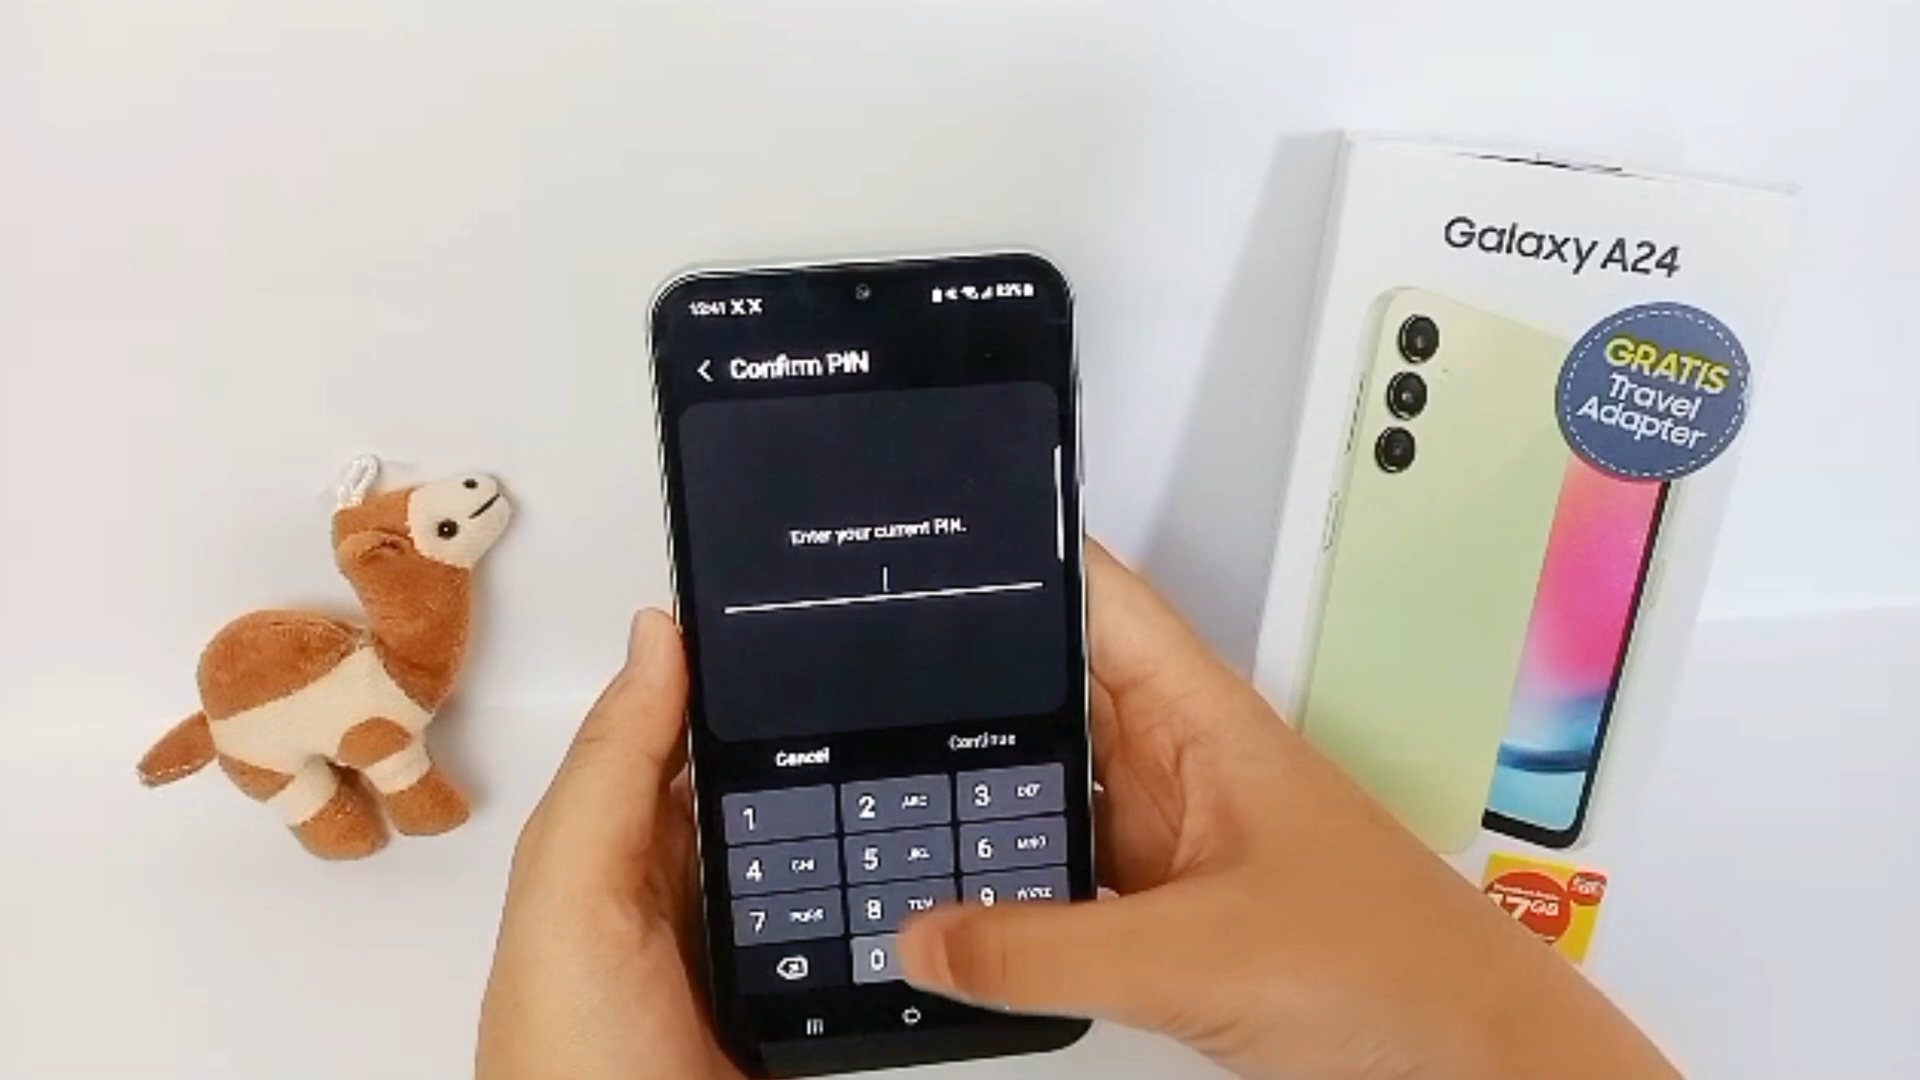 Confirm PIN
Enter your current PIN.
Cancel
Continue
1
2 ABC
3 DEF
4 GHI
5 JKL
6 MNO
7 PQRS
8 TUV
9 WXYZ
0
Galaxy A24
GRATIS
Travel
Adapter
17GB